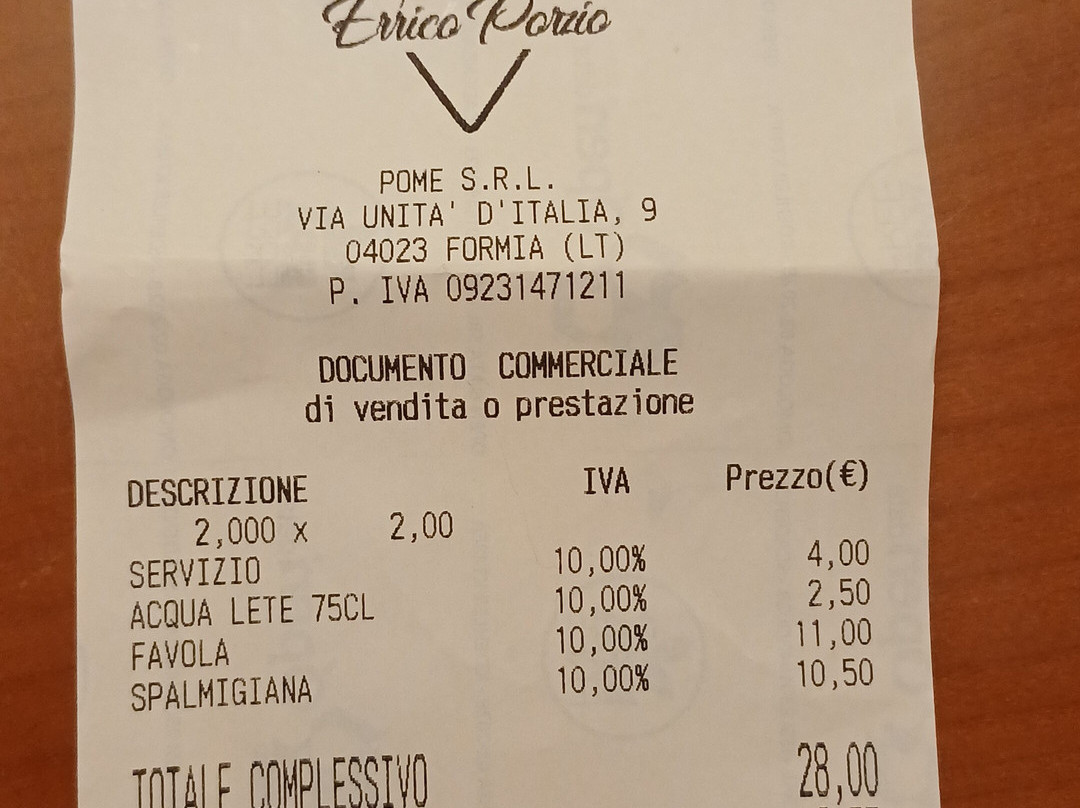 Errico Porzio
POME S.R.L.
VIA UNITA' D'ITALIA, 9
04023 FORMIA (LT)
P. IVA 09231471211
DOCUMENTO COMMERCIALE
di vendita o prestazione
DESCRIZIONE IVA Prezzo(€)
2,000 x 2,00
SERVIZIO 10,00% 4,00
ACQUA LETE 75CL 10,00% 2,50
FAVOLA 10,00% 11,00
SPALMIGIANA 10,00% 10,50
TOTALE COMPLESSIVO 28,00